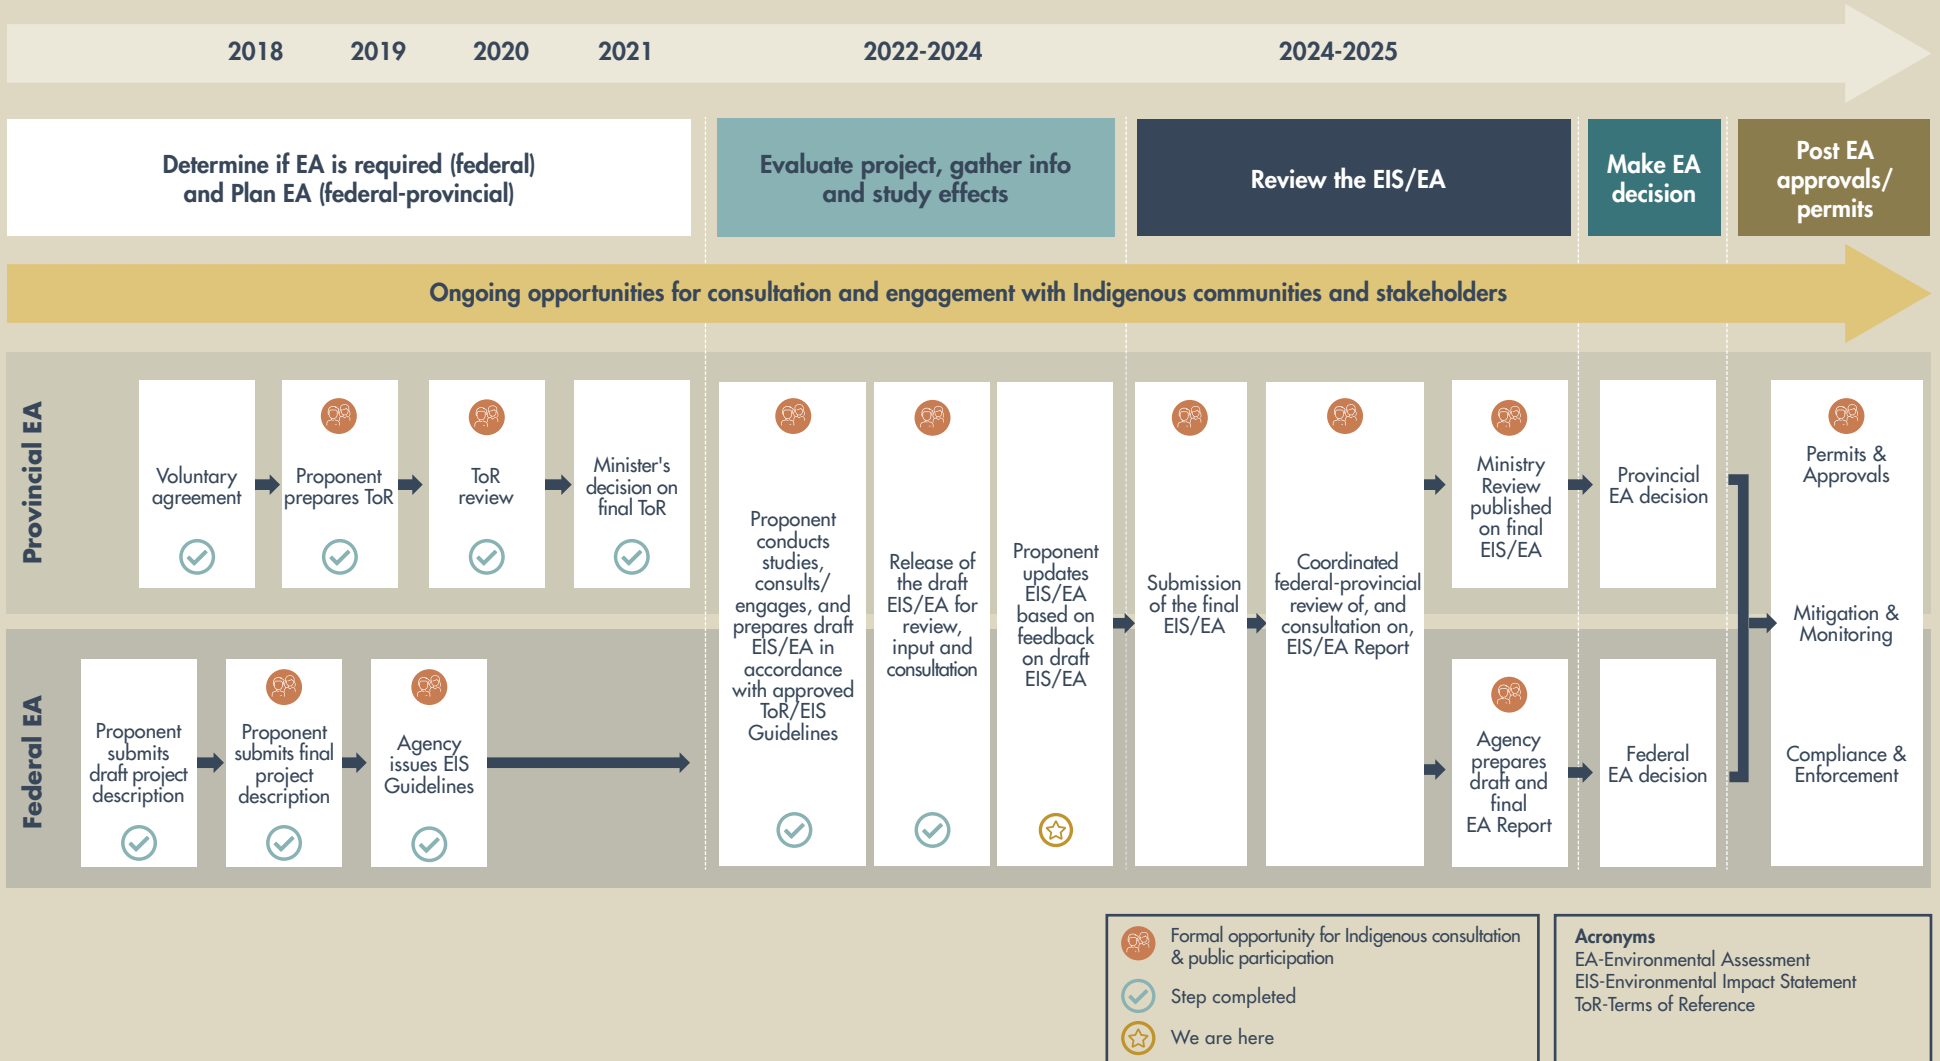 2018
2019
2020
2021
2022-2024
2024-2025
Determine if EA is required (federal)
and Plan EA (federal-provincial)
Evaluate project, gather info
and study effects
Review the EIS/EA
Make EA
decision
Post EA
approvals/
permits
Ongoing opportunities for consultation and engagement with Indigenous communities and stakeholders
Provincial EA
Voluntary
agreement
Proponent
prepares ToR
ToR
review
Minister's
decision on
final ToR
Federal EA
Proponent
submits
draft project
description
Proponent
submits final
project
description
Agency
issues EIS
Guidelines
Proponent
conducts
studies,
consults/
engages, and
prepares draft
EIS/EA in
accordance
with approved
ToR/EIS
Guidelines
Release of
the draft
EIS/EA for
review,
input and
consultation
Proponent
updates
EIS/EA
based on
feedback
on draft
EIS/EA
Submission
of the final
EIS/EA
Coordinated
federal-provincial
review of, and
consultation on,
EIS/EA Report
Ministry
Review
published
on final
EIS/EA
Agency
prepares
draft and
final
EA Report
Provincial
EA decision
Federal
EA decision
Permits &
Approvals
Mitigation &
Monitoring
Compliance &
Enforcement
Formal opportunity for Indigenous consultation
& public participation
Step completed
We are here
Acronyms
EA-Environmental Assessment
EIS-Environmental Impact Statement
ToR-Terms of Reference